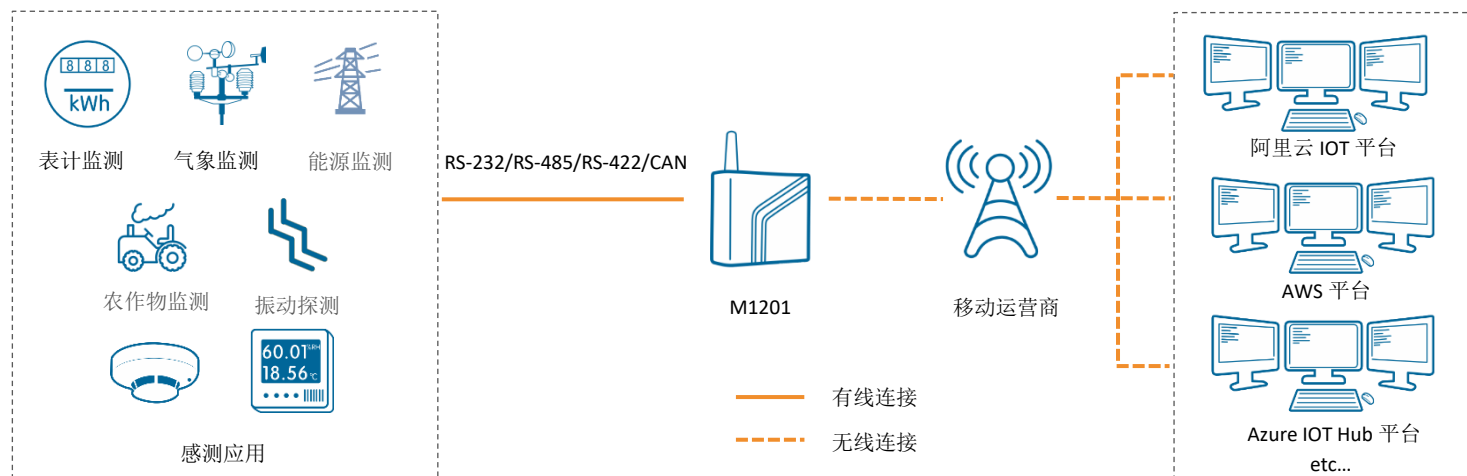 888
kWh
表计监测
气象监测
能源监测
农作物监测
振动探测
60.01%RH
18.56℃
感测应用
RS-232/RS-485/RS-422/CAN
M1201
移动运营商
有线连接
无线连接
阿里云 IOT 平台
AWS 平台
Azure IOT Hub 平台
etc...